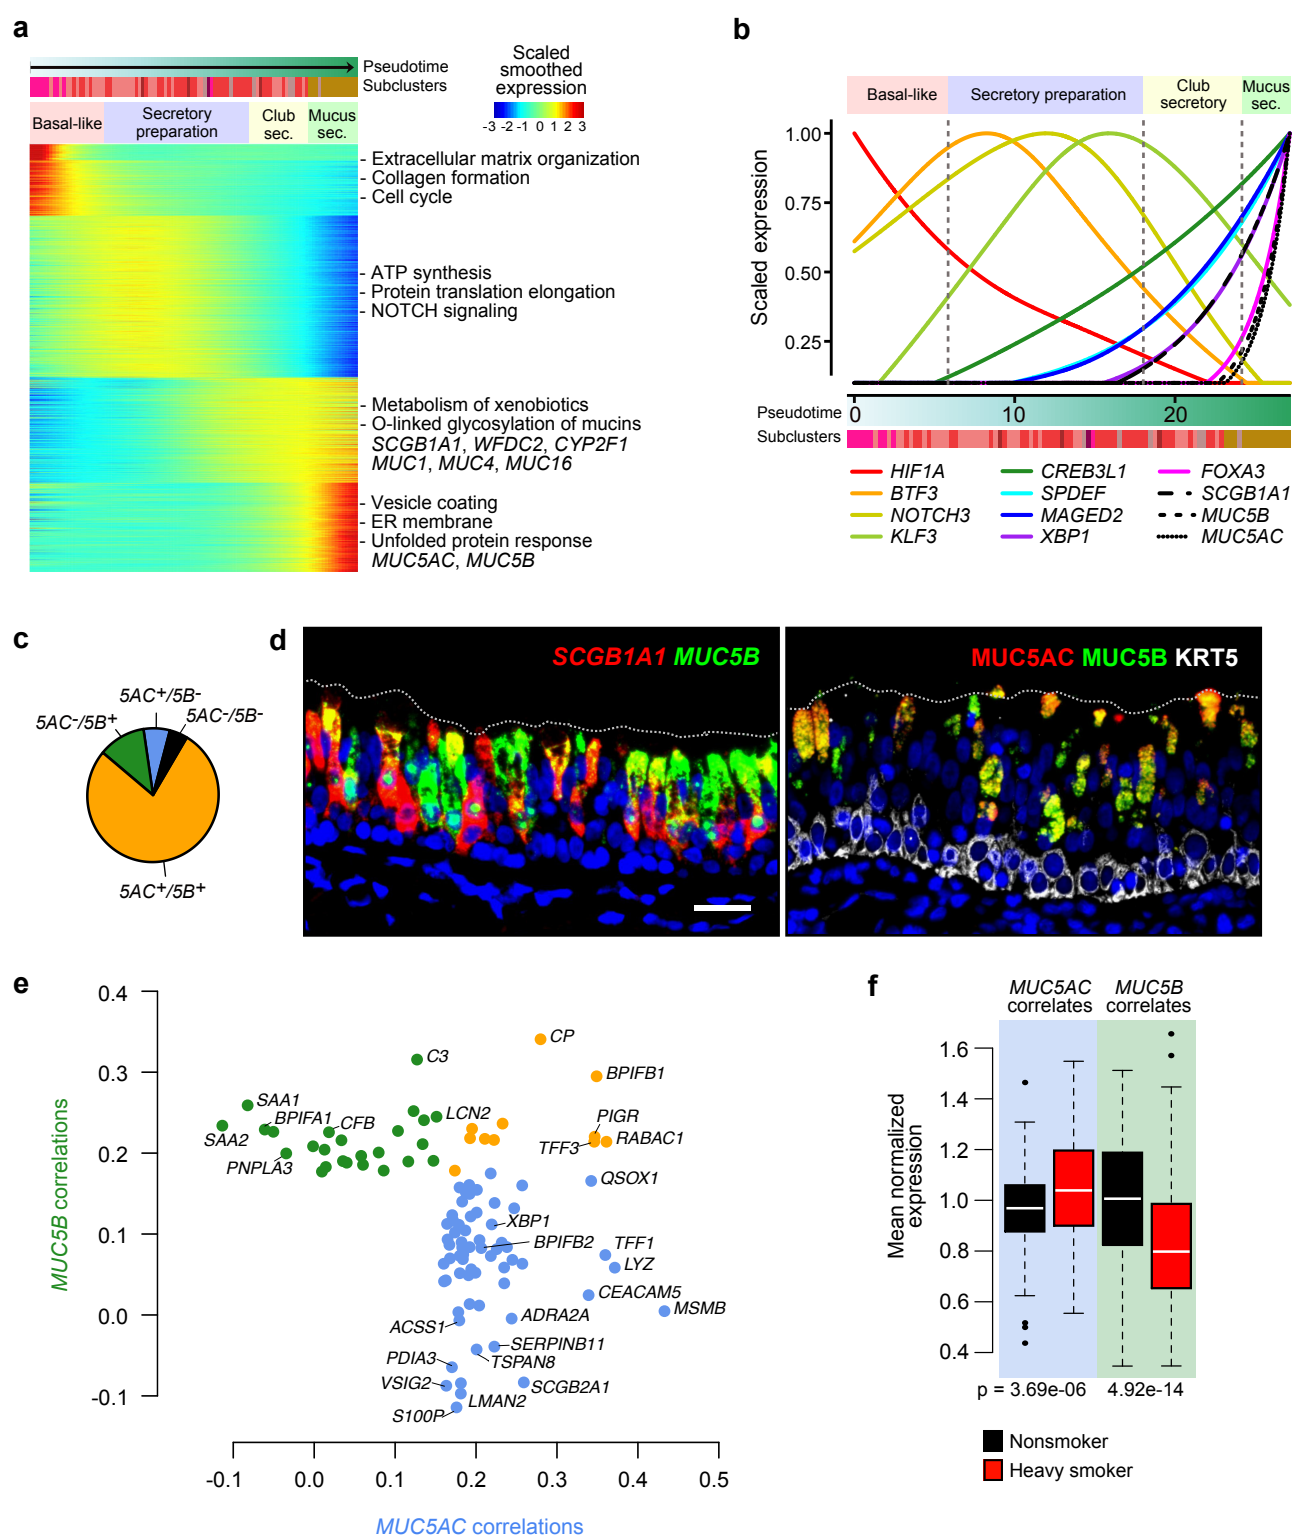 a
Pseudotime
Subclusters
Basal-like
Secretory
preparation
Club
sec.
Mucus
sec.
Scaled
smoothed
expression
-3 -2 -1 0 1 2 3
- Extracellular matrix organization
- Collagen formation
- Cell cycle
- ATP synthesis
- Protein translation elongation
- NOTCH signaling
- Metabolism of xenobiotics
- O-linked glycosylation of mucins
SCGB1A1, WFDC2, CYP2F1
MUC1, MUC4, MUC16
- Vesicle coating
- ER membrane
- Unfolded protein response
MUC5AC, MUC5B
b
Basal-like
Secretory preparation
Club
secretory
Mucus
sec.
Scaled expression
1.00
0.75
0.50
0.25
Pseudotime
0 10 20
Subclusters
HIF1A
BTF3
NOTCH3
KLF3
CREB3L1
SPDEF
MAGED2
XBP1
FOXA3
SCGB1A1
MUC5B
MUC5AC
c
5AC+/5B-
5AC-/5B+
5AC-/5B-
5AC+/5B+
d
SCGB1A1 MUC5B
MUC5AC MUC5B KRT5
e
MUC5B correlations
0.4
0.3
0.2
0.1
0.0
-0.1
CP
C3
BPIFB1
SAA1
BPIFA1
CFB
LCN2
PIGR
SAA2
TFF3
RABAC1
PNPLA3
QSOX1
XBP1
BPIFB2
TFF1
LYZ
CEACAM5
MSMB
ACSS1
ADRA2A
SERPINB11
PDIA3
TSPAN8
VSIG2
SCGB2A1
LMAN2
S100P
-0.1 0.0 0.1 0.2 0.3 0.4 0.5
MUC5AC correlations
f
MUC5AC
correlates
MUC5B
correlates
Mean normalized
expression
1.6
1.4
1.2
1.0
0.8
0.6
0.4
p = 3.69e-06 4.92e-14
Nonsmoker
Heavy smoker